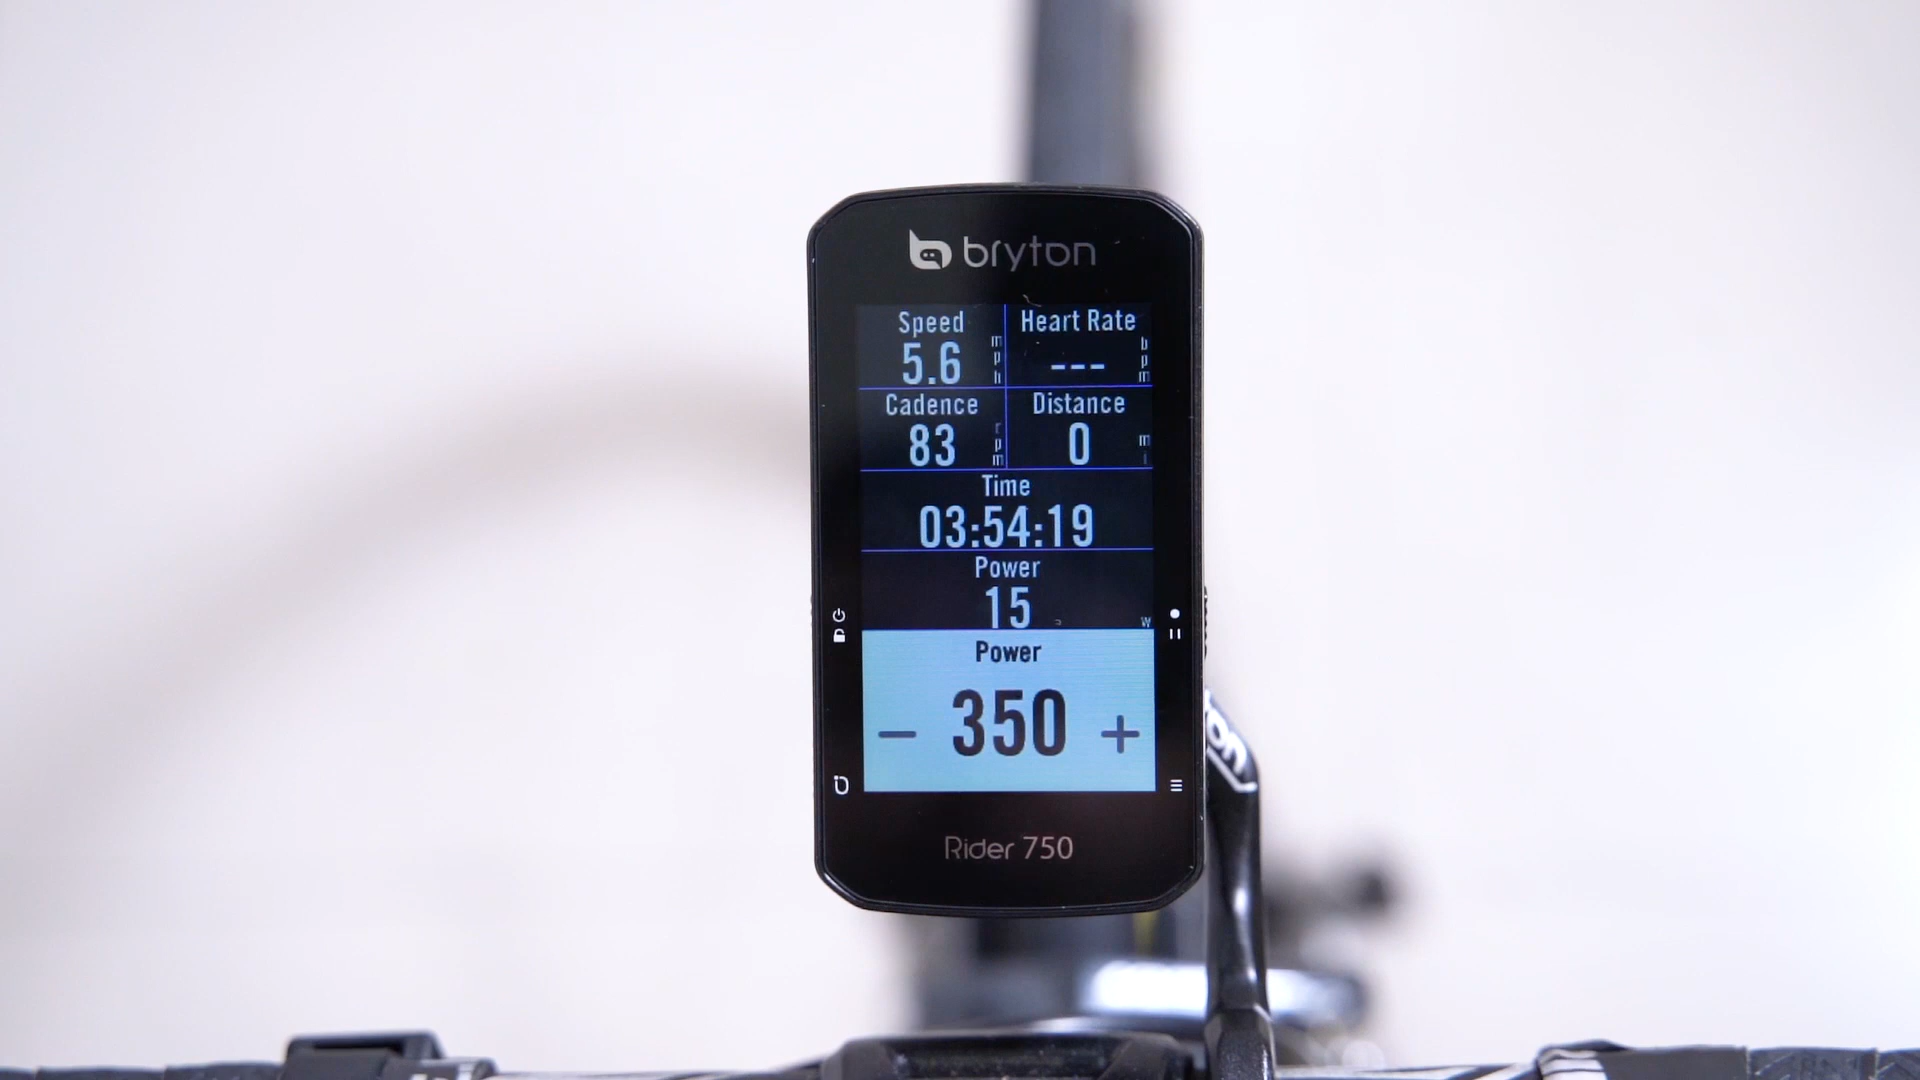 bryton
Speed
5.6 mph
Heart Rate
--- bpm
Cadence
83 rpm
Distance
0 mi
Time
03:54:19
Power
15 w
Power
− 350 +
Rider 750
on